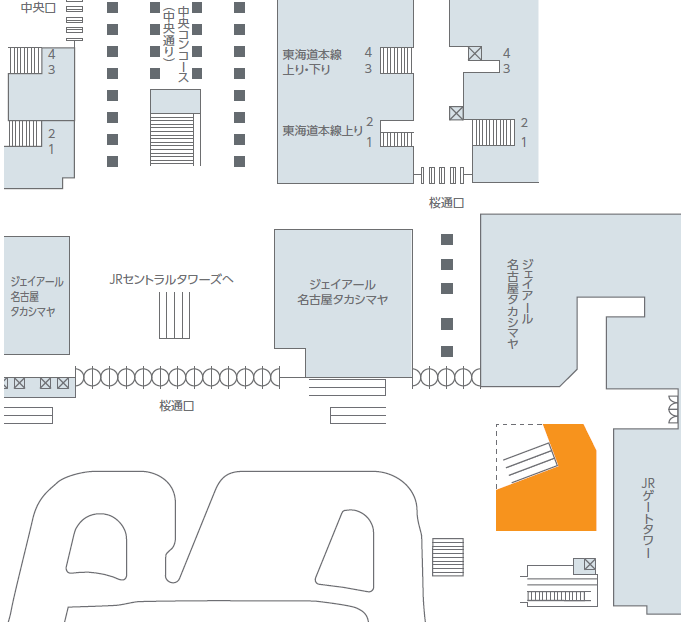 中央口
中央コンコース
(中央通り)
4
3
2
1
東海道本線
上り・下り
4
3
東海道本線上り
2
1
4
3
2
1
桜通口
ジェイアール
名古屋
タカシマヤ
JRセントラルタワーズへ
ジェイアール
名古屋タカシマヤ
ジェイアール
名古屋タカシマヤ
桜通口
JRゲートタワー